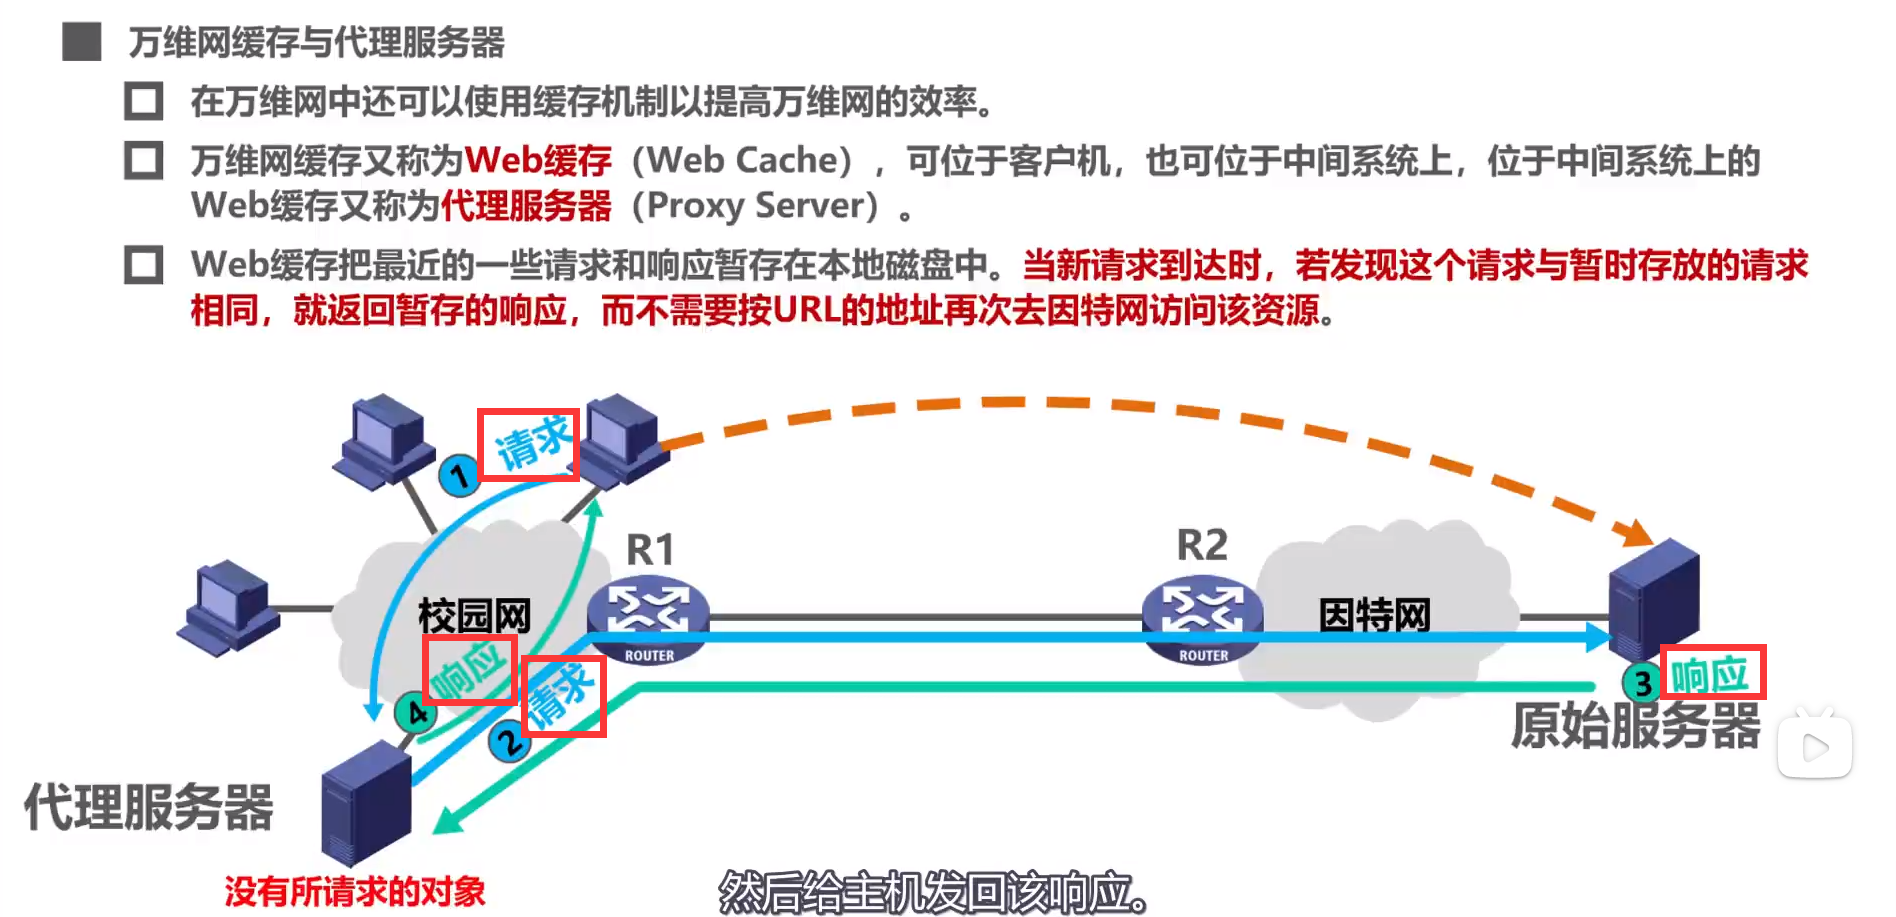 万维网缓存与代理服务器
在万维网中还可以使用缓存机制以提高万维网的效率。
万维网缓存又称为Web缓存（Web Cache），可位于客户机，也可位于中间系统上，位于中间系统上的
Web缓存又称为代理服务器（Proxy Server）。
Web缓存把最近的一些请求和响应暂存在本地磁盘中。当新请求到达时，若发现这个请求与暂时存放的请求
相同，就返回暂存的响应，而不需要按URL的地址再次去因特网访问该资源。
1 请求
R1
R2
校园网
因特网
ROUTER
ROUTER
4 响应
2 请求
3 响应
原始服务器
代理服务器
没有所请求的对象
然后给主机发回该响应。